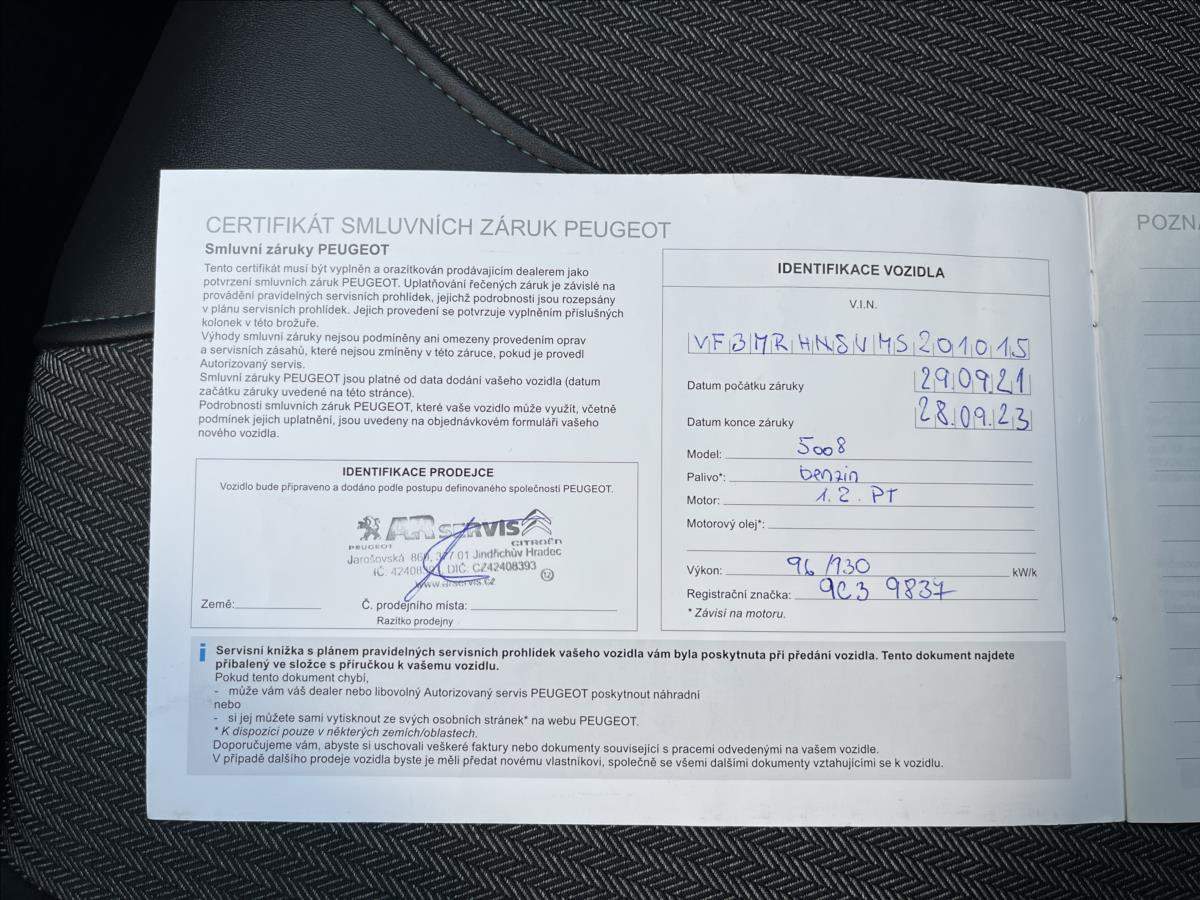 CERTIFIKÁT SMLUVNÍCH ZÁRUK PEUGEOT
Smluvní záruky PEUGEOT
Tento certifikát musí být vyplněn a orazítkován prodávajícím dealerem jako
potvrzení smluvních záruk PEUGEOT. Uplatňování řečených záruk je závislé na
provádění pravidelných servisních prohlídek, jejichž podrobnosti jsou rozepsány
v plánu servisních prohlídek. Jejich provedení se potvrzuje vyplněním příslušných
kolonek v této brožuře.
Výhody smluvní záruky nejsou podmíněny ani omezeny provedením oprav
a servisních zásahů, které nejsou zmíněny v této záruce, pokud je provedl
Autorizovaný servis.
Smluvní záruky PEUGEOT jsou platné od data dodání vašeho vozidla (datum
začátku záruky uvedené na této stránce).
Podrobnosti smluvních záruk PEUGEOT, které vaše vozidlo může využít, včetně
podmínek jejich uplatnění, jsou uvedeny na objednávkovém formuláři vašeho
nového vozidla.
IDENTIFIKACE PRODEJCE
Vozidlo bude připraveno a dodáno podle postupu definovaného společností PEUGEOT.
AR SERVIS
PEUGEOT CITROËN
Jarošovská 377 01 Jindřichův Hradec
IČ. DIČ. CZ42408393
www.arservis.cz
12
Země:
Č. prodejního místa:
Razítko prodejny
IDENTIFIKACE VOZIDLA
V.I.N.
VF3MRHNSVMS201015
Datum počátku záruky 29.09.21
Datum konce záruky 28.09.23
Model: 5008
Palivo*: benzin
Motor: 1.2. PT
Motorový olej*:
Výkon: 96/130 kW/k
Registrační značka: 9C3 9837
* Závisí na motoru.
i Servisní knížka s plánem pravidelných servisních prohlídek vašeho vozidla vám byla poskytnuta při předání vozidla. Tento dokument najdete
přibalený ve složce s příručkou k vašemu vozidlu.
Pokud tento dokument chybí,
- může vám váš dealer nebo libovolný Autorizovaný servis PEUGEOT poskytnout náhradní
nebo
- si jej můžete sami vytisknout ze svých osobních stránek* na webu PEUGEOT.
* K dispozici pouze v některých zemích/oblastech.
Doporučujeme vám, abyste si uschovali veškeré faktury nebo dokumenty související s pracemi odvedenými na vašem vozidle.
V případě dalšího prodeje vozidla byste je měli předat novému vlastníkovi, společně se všemi dalšími dokumenty vztahujícími se k vozidlu.
POZN